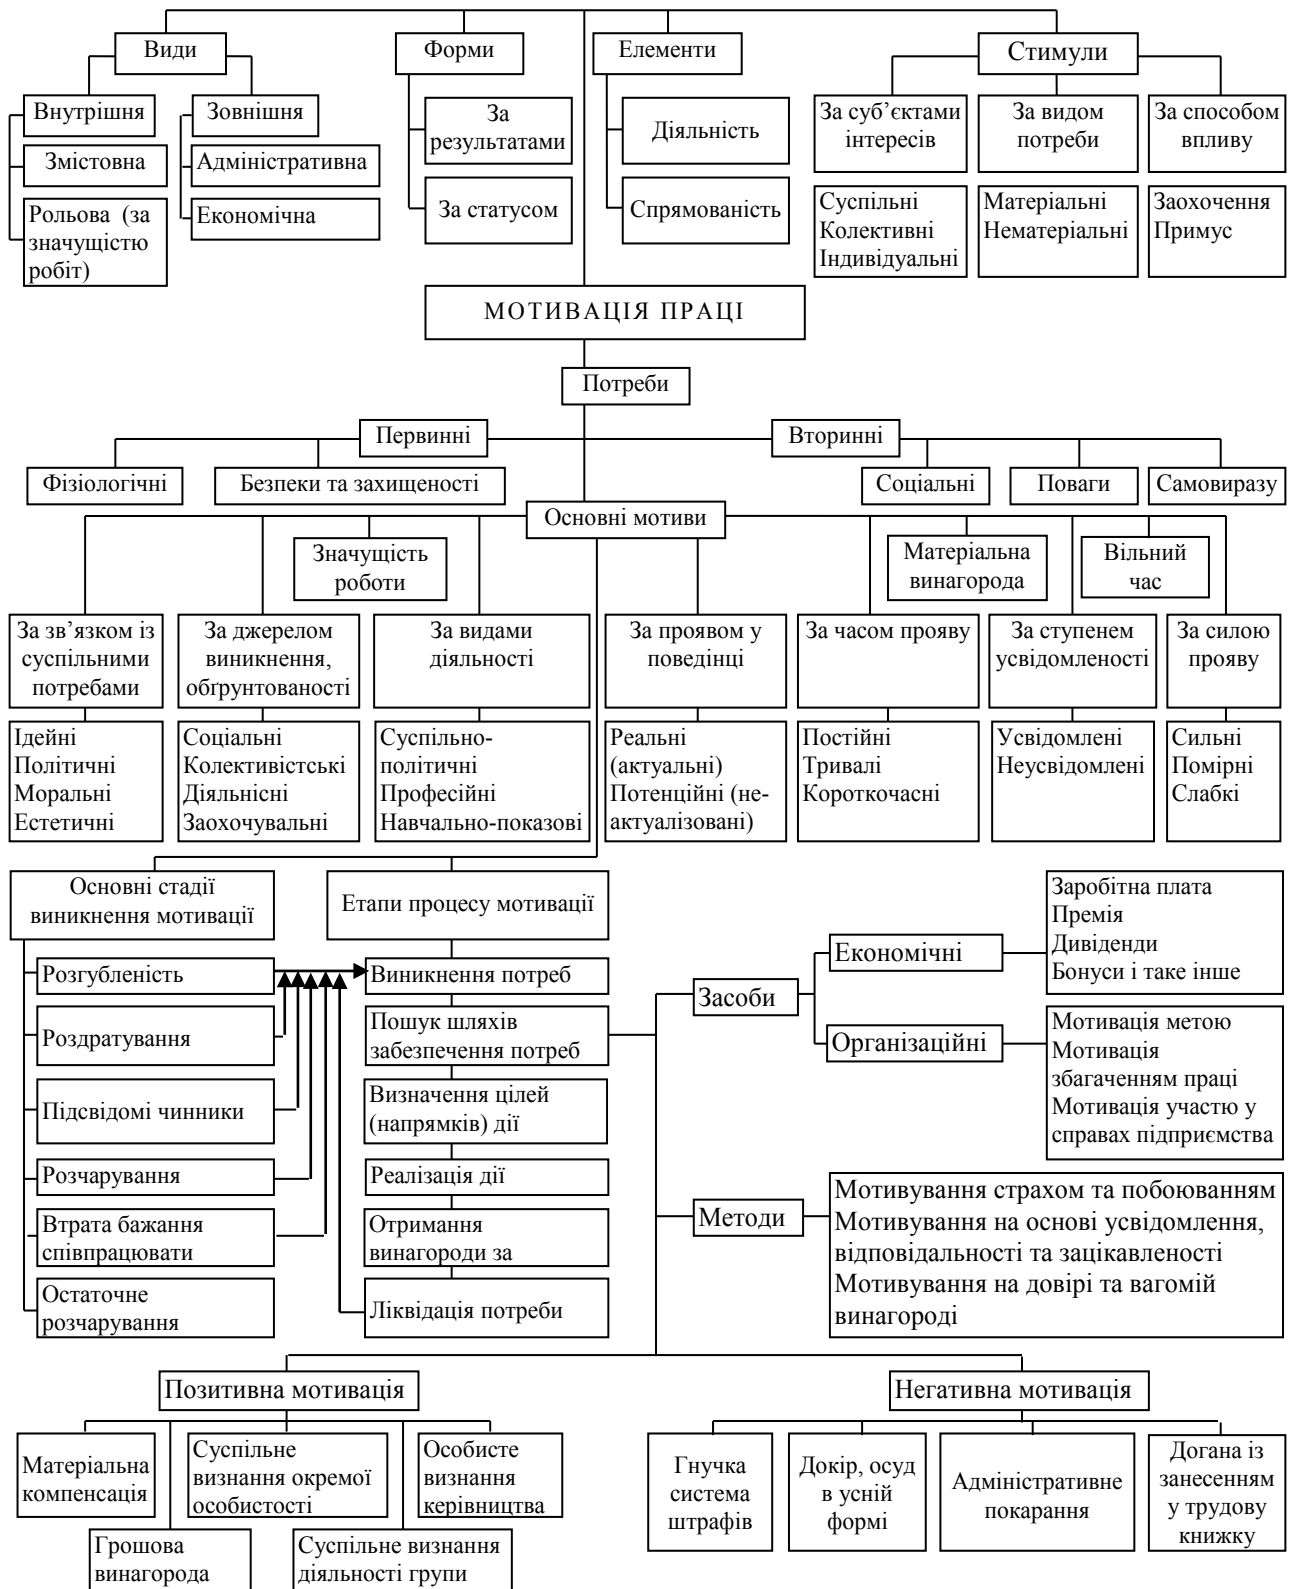 Види
Форми
Елементи
Стимули
Внутрішня
Зовнішня
За
результатами
Діяльність
За суб’єктами
інтересів
За видом
потреби
За способом
впливу
Змістовна
Адміністративна
Рольова (за
значущістю
робіт)
Економічна
За статусом
Спрямованість
Суспільні
Колективні
Індивідуальні
Матеріальні
Нематеріальні
Заохочення
Примус
МОТИВАЦІЯ ПРАЦІ
Потреби
Первинні
Вторинні
Фізіологічні
Безпеки та захищеності
Соціальні
Поваги
Самовиразу
Основні мотиви
Значущість
роботи
Матеріальна
винагорода
Вільний
час
За зв’язком із
суспільними
потребами
За джерелом
виникнення,
обґрунтованості
За видами
діяльності
За проявом у
поведінці
За часом прояву
За ступенем
усвідомленості
За силою
прояву
Ідейні
Політичні
Моральні
Естетичні
Соціальні
Колективістські
Діяльнісні
Заохочувальні
Суспільно-
політичні
Професійні
Навчально-показові
Реальні
(актуальні)
Потенційні (не-
актуалізовані)
Постійні
Тривалі
Короткочасні
Усвідомлені
Неусвідомлені
Сильні
Помірні
Слабкі
Основні стадії
виникнення мотивації
Етапи процесу мотивації
Розгубленість
Роздратування
Підсвідомі чинники
Розчарування
Втрата бажання
співпрацювати
Остаточне
розчарування
Виникнення потреб
Пошук шляхів
забезпечення потреб
Визначення цілей
(напрямків) дії
Реалізація дії
Отримання
винагороди за
Ліквідація потреби
Засоби
Економічні
Заробітна плата
Премія
Дивіденди
Бонуси і таке інше
Організаційні
Мотивація метою
Мотивація
збагаченням праці
Мотивація участю у
справах підприємства
Методи
Мотивування страхом та побоюванням
Мотивування на основі усвідомлення,
відповідальності та зацікавленості
Мотивування на довірі та вагомій
винагороді
Позитивна мотивація
Негативна мотивація
Матеріальна
компенсація
Суспільне
визнання окремої
особистості
Особисте
визнання
керівництва
Грошова
винагорода
Суспільне визнання
діяльності групи
Гнучка
система
штрафів
Докір, осуд
в усній
формі
Адміністративне
покарання
Догана із
занесенням
у трудову
книжку